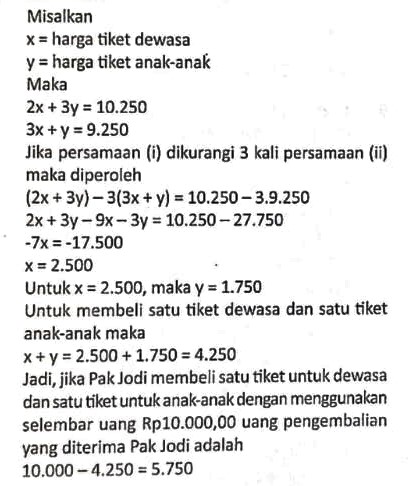 Misalkan
x = harga tiket dewasa
y = harga tiket anak-anak
Maka
2x + 3y = 10.250
3x + y = 9.250
Jika persamaan (i) dikurangi 3 kali persamaan (ii)
maka diperoleh
(2x + 3y) – 3(3x + y) = 10.250 – 3.9.250
2x + 3y – 9x – 3y = 10.250 – 27.750
-7x = -17.500
x = 2.500
Untuk x = 2.500, maka y = 1.750
Untuk membeli satu tiket dewasa dan satu tiket
anak-anak maka
x + y = 2.500 + 1.750 = 4.250
Jadi, jika Pak Jodi membeli satu tiket untuk dewasa
dan satu tiket untuk anak-anak dengan menggunakan
selembar uang Rp10.000,00 uang pengembalian
yang diterima Pak Jodi adalah
10.000 – 4.250 = 5.750